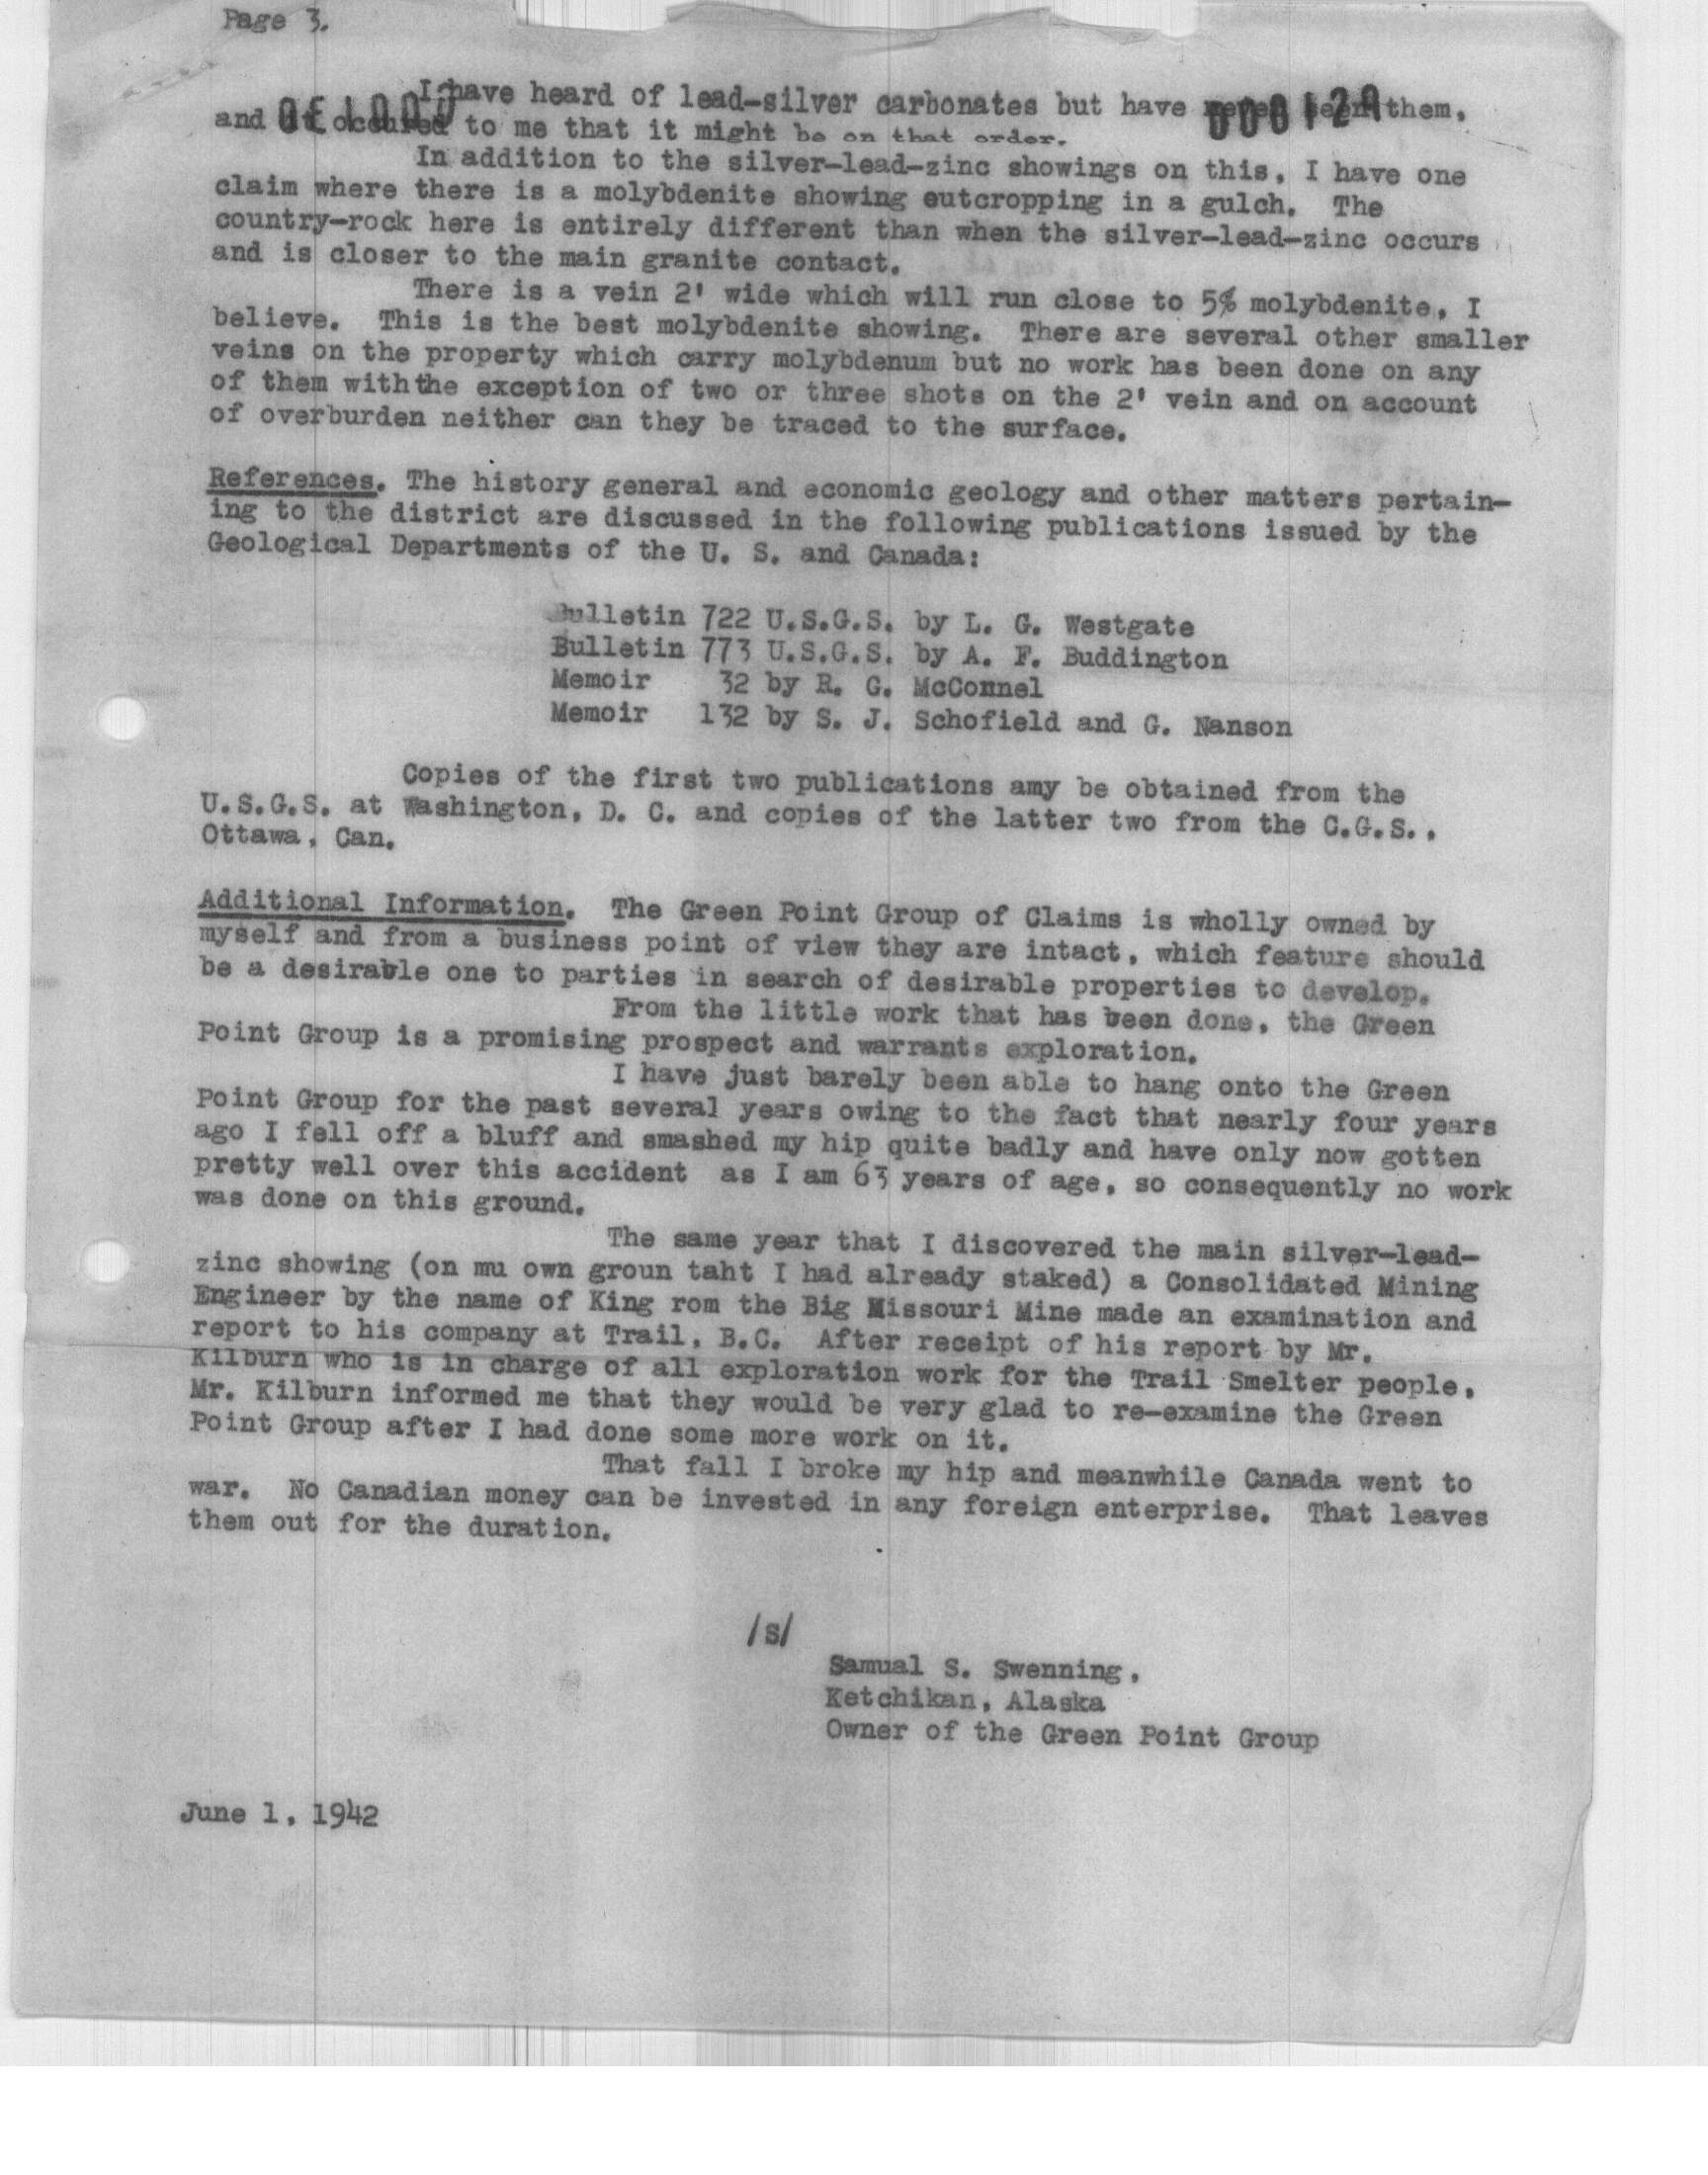 Page 3.
I have heard of lead-silver carbonates but have never seen them,
and it occured to me that it might be on that order.
In addition to the silver-lead-zinc showings on this, I have one
claim where there is a molybdenite showing outcropping in a gulch. The
country-rock here is entirely different than when the silver-lead-zinc occurs
and is closer to the main granite contact.
There is a vein 2' wide which will run close to 5% molybdenite, I
believe. This is the best molybdenite showing. There are several other smaller
veins on the property which carry molybdenum but no work has been done on any
of them withthe exception of two or three shots on the 2' vein and on account
of overburden neither can they be traced to the surface.
References. The history general and economic geology and other matters pertain-
ing to the district are discussed in the following publications issued by the
Geological Departments of the U. S. and Canada:
Bulletin 722 U.S.G.S. by L. G. Westgate
Bulletin 773 U.S.G.S. by A. F. Buddington
Memoir 32 by R. G. McConnel
Memoir 132 by S. J. Schofield and G. Nanson
Copies of the first two publications amy be obtained from the
U.S.G.S. at Washington, D. C. and copies of the latter two from the C.G.S.,
Ottawa, Can.
Additional Information. The Green Point Group of Claims is wholly owned by
myself and from a business point of view they are intact, which feature should
be a desirable one to parties in search of desirable properties to develop.
From the little work that has been done, the Green
Point Group is a promising prospect and warrants exploration.
I have just barely been able to hang onto the Green
Point Group for the past several years owing to the fact that nearly four years
ago I fell off a bluff and smashed my hip quite badly and have only now gotten
pretty well over this accident as I am 63 years of age, so consequently no work
was done on this ground.
The same year that I discovered the main silver-lead-
zinc showing (on mu own groun taht I had already staked) a Consolidated Mining
Engineer by the name of King rom the Big Missouri Mine made an examination and
report to his company at Trail, B.C. After receipt of his report by Mr.
Kilburn who is in charge of all exploration work for the Trail Smelter people,
Mr. Kilburn informed me that they would be very glad to re-examine the Green
Point Group after I had done some more work on it.
That fall I broke my hip and meanwhile Canada went to
war. No Canadian money can be invested in any foreign enterprise. That leaves
them out for the duration.
/s/
Samual S. Swenning,
Ketchikan, Alaska
Owner of the Green Point Group
June 1, 1942